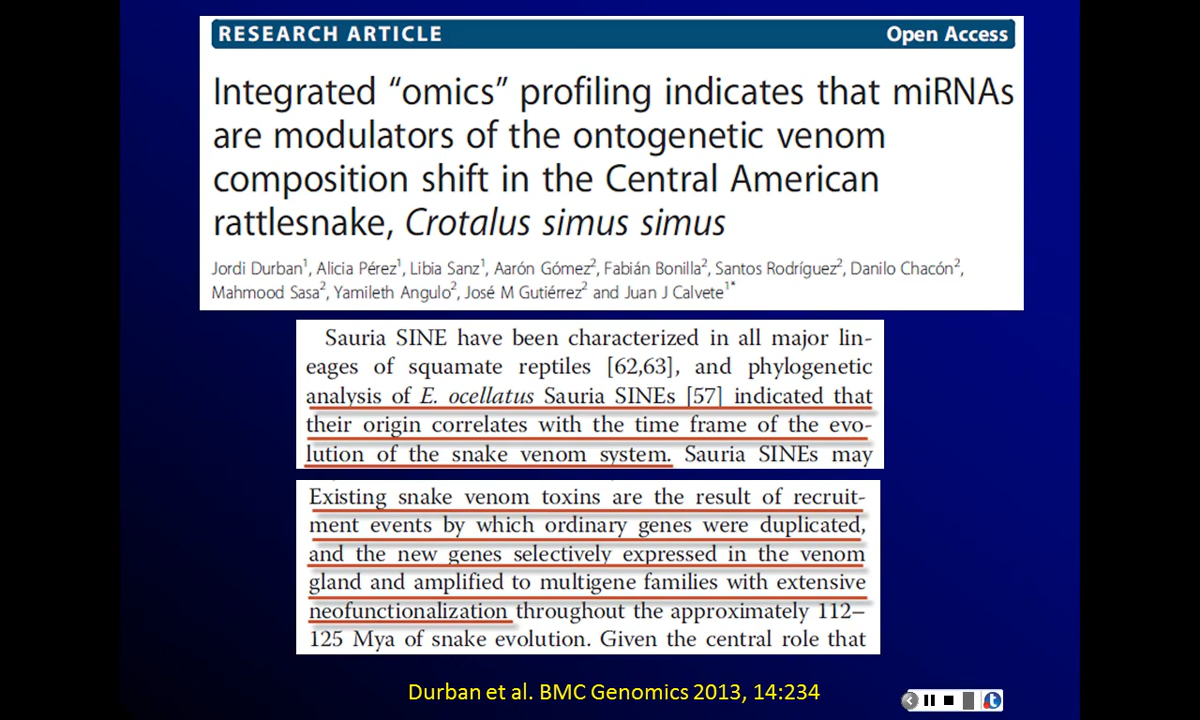 RESEARCH ARTICLE Open Access
Integrated “omics” profiling indicates that miRNAs
are modulators of the ontogenetic venom
composition shift in the Central American
rattlesnake, Crotalus simus simus
Jordi Durban1, Alicia Pérez1, Libia Sanz1, Aarón Gómez2, Fabián Bonilla2, Santos Rodríguez2, Danilo Chacón2,
Mahmood Sasa2, Yamileth Angulo2, José M Gutiérrez2 and Juan J Calvete1*
Sauria SINE have been characterized in all major lin-
eages of squamate reptiles [62,63], and phylogenetic
analysis of E. ocellatus Sauria SINEs [57] indicated that
their origin correlates with the time frame of the evo-
lution of the snake venom system. Sauria SINEs may
Existing snake venom toxins are the result of recruit-
ment events by which ordinary genes were duplicated,
and the new genes selectively expressed in the venom
gland and amplified to multigene families with extensive
neofunctionalization throughout the approximately 112–
125 Mya of snake evolution. Given the central role that
Durban et al. BMC Genomics 2013, 14:234